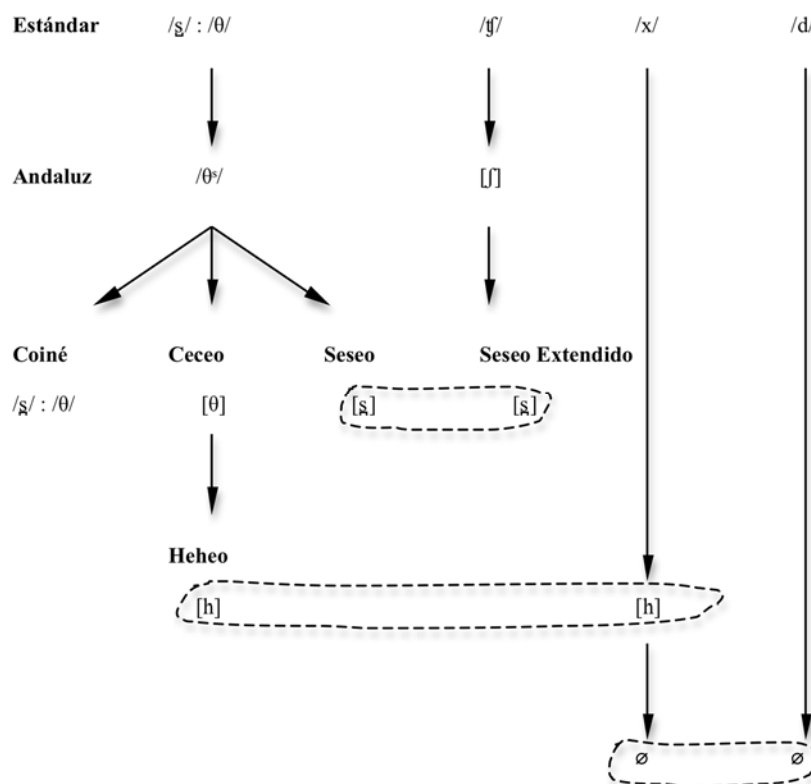 Estándar /s̺/ : /θ/ /ʧ/ /x/ /d/
Andaluz /θˢ/ [ʃ]
Coiné Ceceo Seseo Seseo Extendido
/s̪/ : /θ/ [θ] [s̪] [s̪]
Heheo
[h] [h]
ø ø